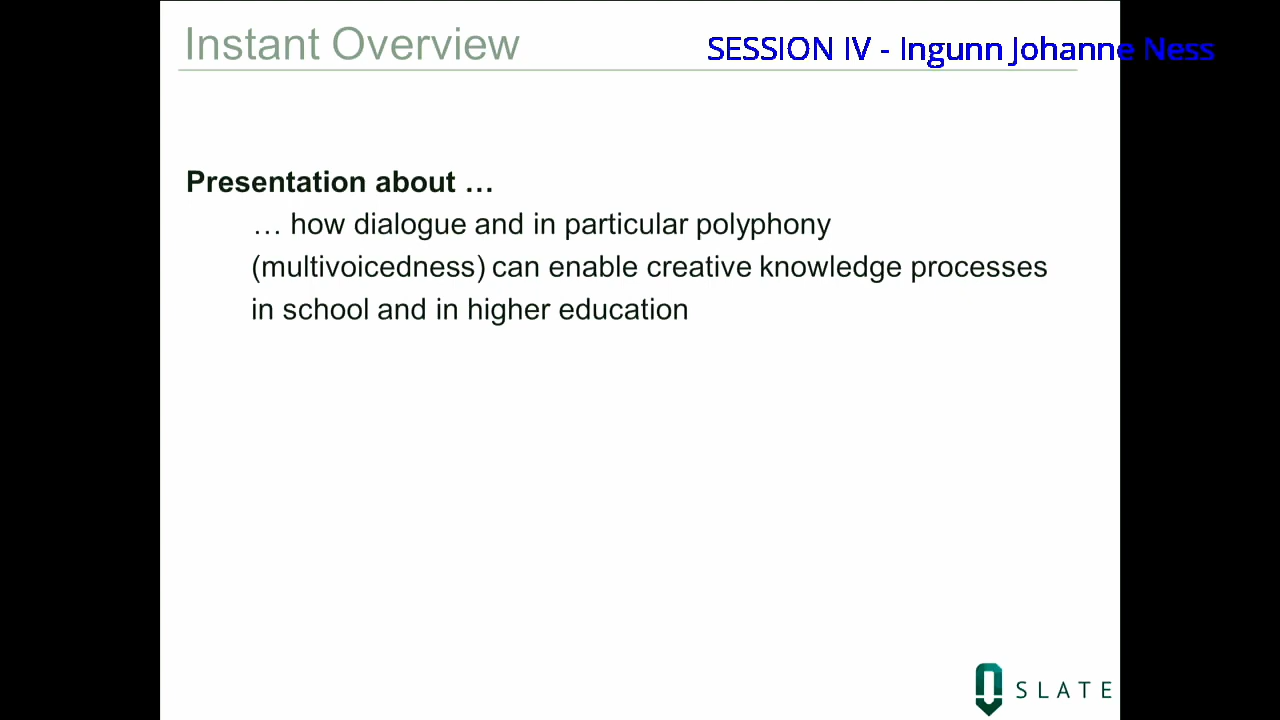 Instant Overview
SESSION IV - Ingunn Johanne Ness
Presentation about …
… how dialogue and in particular polyphony
(multivoicedness) can enable creative knowledge processes
in school and in higher education
SLATE